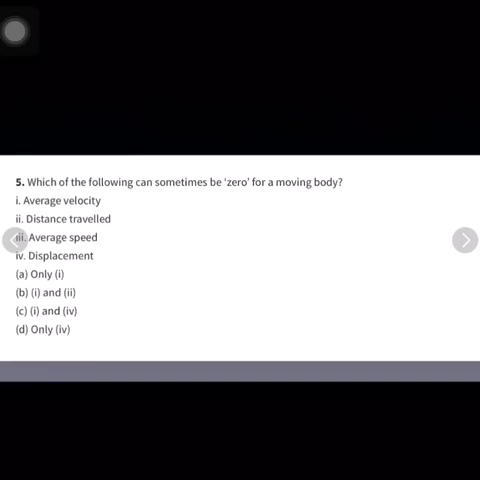 5. Which of the following can sometimes be 'zero' for a moving body?
i. Average velocity
ii. Distance travelled
iii. Average speed
iv. Displacement
(a) Only (i)
(b) (i) and (ii)
(c) (i) and (iv)
(d) Only (iv)